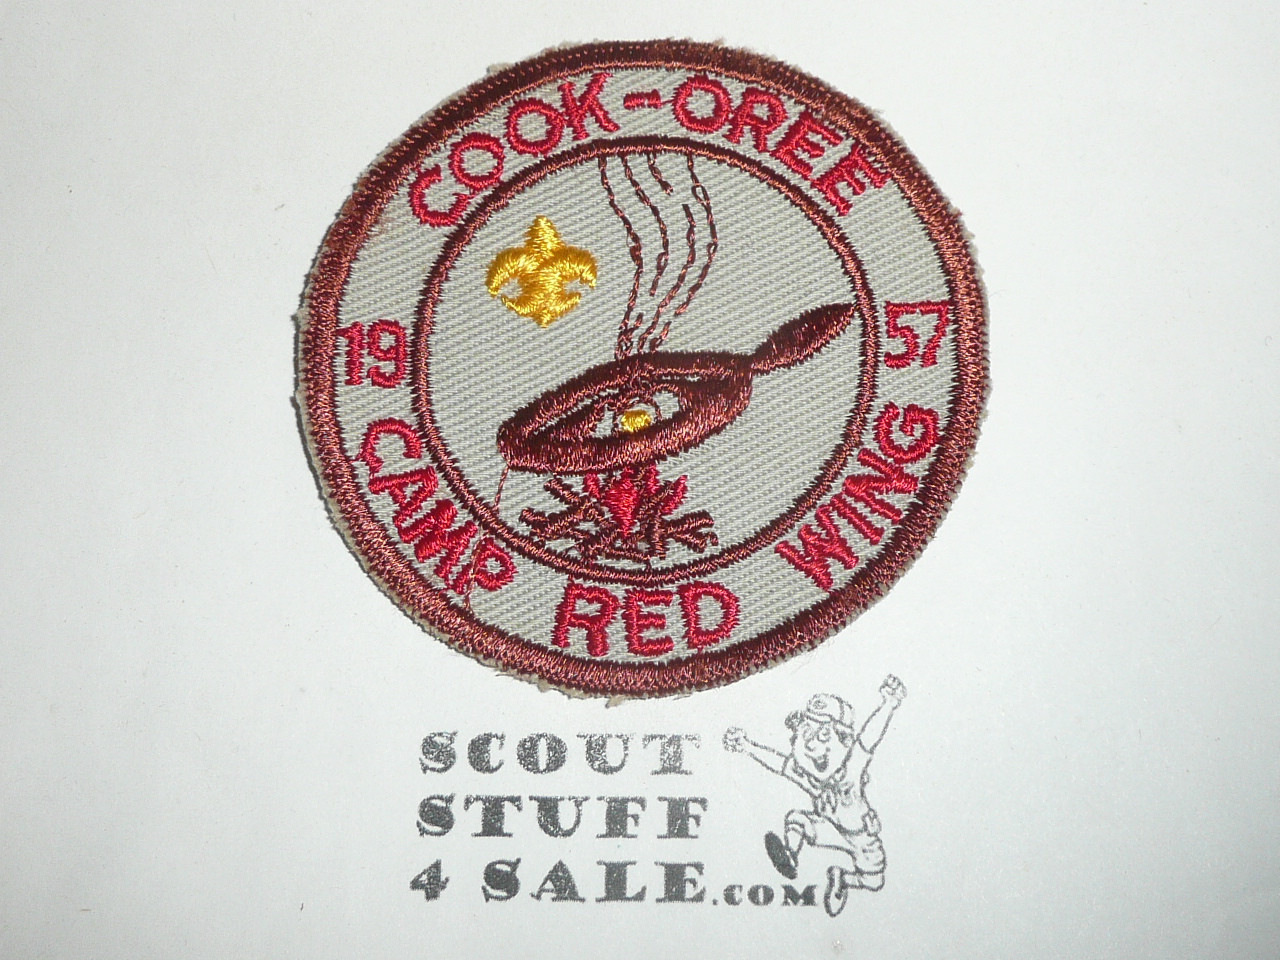 COOK-OREE
19 57
CAMP RED WING
SCOUT
STUFF
4 SALE.COM